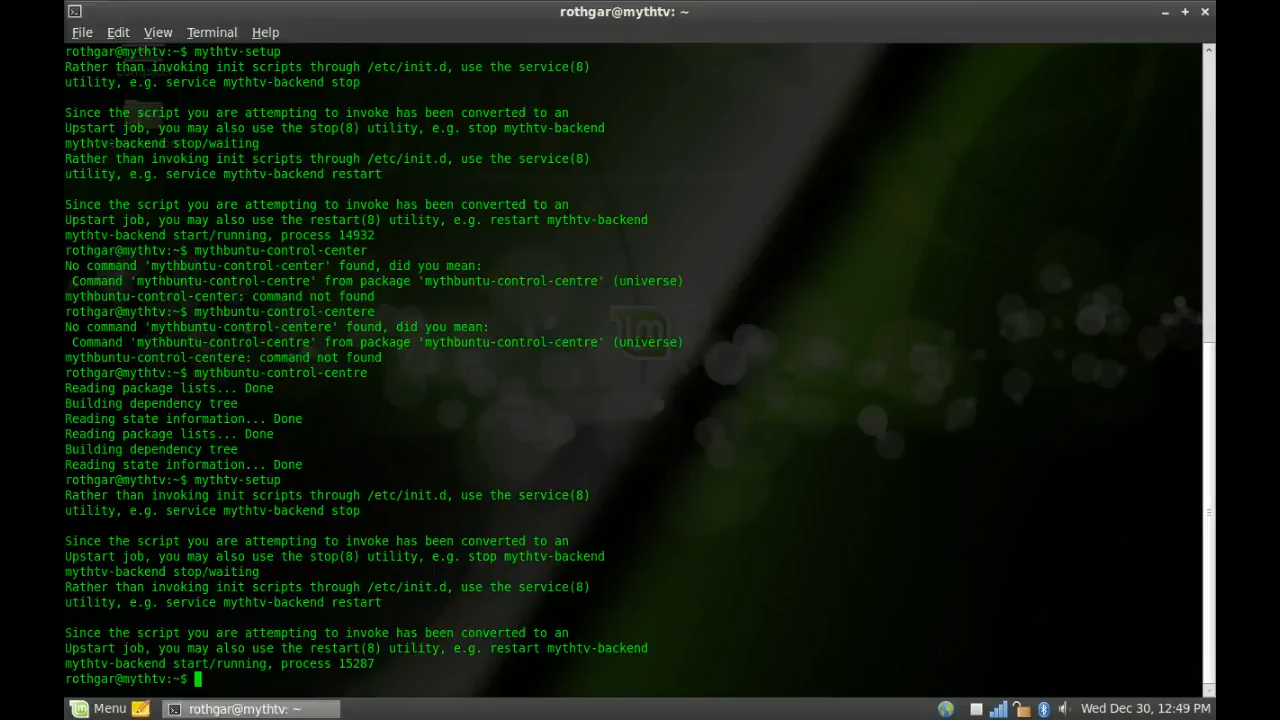 rothgar@mythtv: ~
File Edit View Terminal Help
rothgar@mythtv:~$ mythtv-setup
Rather than invoking init scripts through /etc/init.d, use the service(8)
utility, e.g. service mythtv-backend stop
Since the script you are attempting to invoke has been converted to an
Upstart job, you may also use the stop(8) utility, e.g. stop mythtv-backend
mythtv-backend stop/waiting
Rather than invoking init scripts through /etc/init.d, use the service(8)
utility, e.g. service mythtv-backend restart
Since the script you are attempting to invoke has been converted to an
Upstart job, you may also use the restart(8) utility, e.g. restart mythtv-backend
mythtv-backend start/running, process 14932
rothgar@mythtv:~$ mythbuntu-control-center
No command 'mythbuntu-control-center' found, did you mean:
Command 'mythbuntu-control-centre' from package 'mythbuntu-control-centre' (universe)
mythbuntu-control-center: command not found
rothgar@mythtv:~$ mythbuntu-control-centere
No command 'mythbuntu-control-centere' found, did you mean:
Command 'mythbuntu-control-centre' from package 'mythbuntu-control-centre' (universe)
mythbuntu-control-centere: command not found
rothgar@mythtv:~$ mythbuntu-control-centre
Reading package lists... Done
Building dependency tree
Reading state information... Done
Reading package lists... Done
Building dependency tree
Reading state information... Done
rothgar@mythtv:~$ mythtv-setup
Rather than invoking init scripts through /etc/init.d, use the service(8)
utility, e.g. service mythtv-backend stop
Since the script you are attempting to invoke has been converted to an
Upstart job, you may also use the stop(8) utility, e.g. stop mythtv-backend
mythtv-backend stop/waiting
Rather than invoking init scripts through /etc/init.d, use the service(8)
utility, e.g. service mythtv-backend restart
Since the script you are attempting to invoke has been converted to an
Upstart job, you may also use the restart(8) utility, e.g. restart mythtv-backend
mythtv-backend start/running, process 15287
rothgar@mythtv:~$
Menu rothgar@mythtv: ~ Wed Dec 30, 12:49 PM